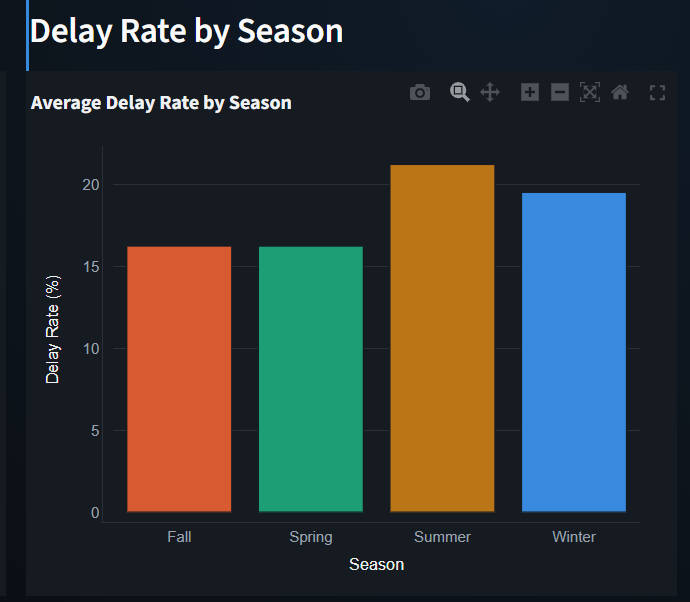 Delay Rate by Season
Average Delay Rate by Season
Delay Rate (%)
20
15
10
5
0
Fall Spring Summer Winter
Season